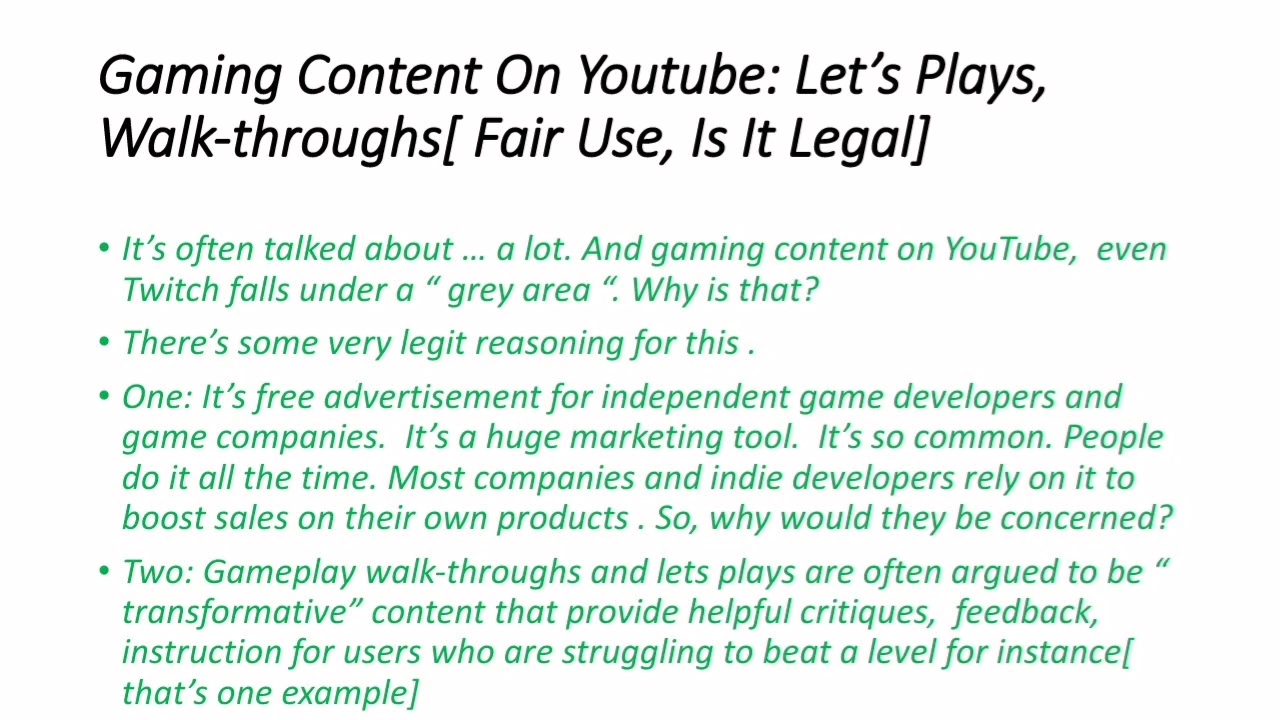 Gaming Content On Youtube: Let’s Plays,
Walk-throughs[ Fair Use, Is It Legal]
• It’s often talked about … a lot. And gaming content on YouTube,  even
Twitch falls under a “ grey area “. Why is that?
• There’s some very legit reasoning for this .
• One: It’s free advertisement for independent game developers and
game companies.  It’s a huge marketing tool.  It’s so common. People
do it all the time. Most companies and indie developers rely on it to
boost sales on their own products . So, why would they be concerned?
• Two: Gameplay walk-throughs and lets plays are often argued to be “
transformative” content that provide helpful critiques,  feedback,
instruction for users who are struggling to beat a level for instance[
that’s one example]